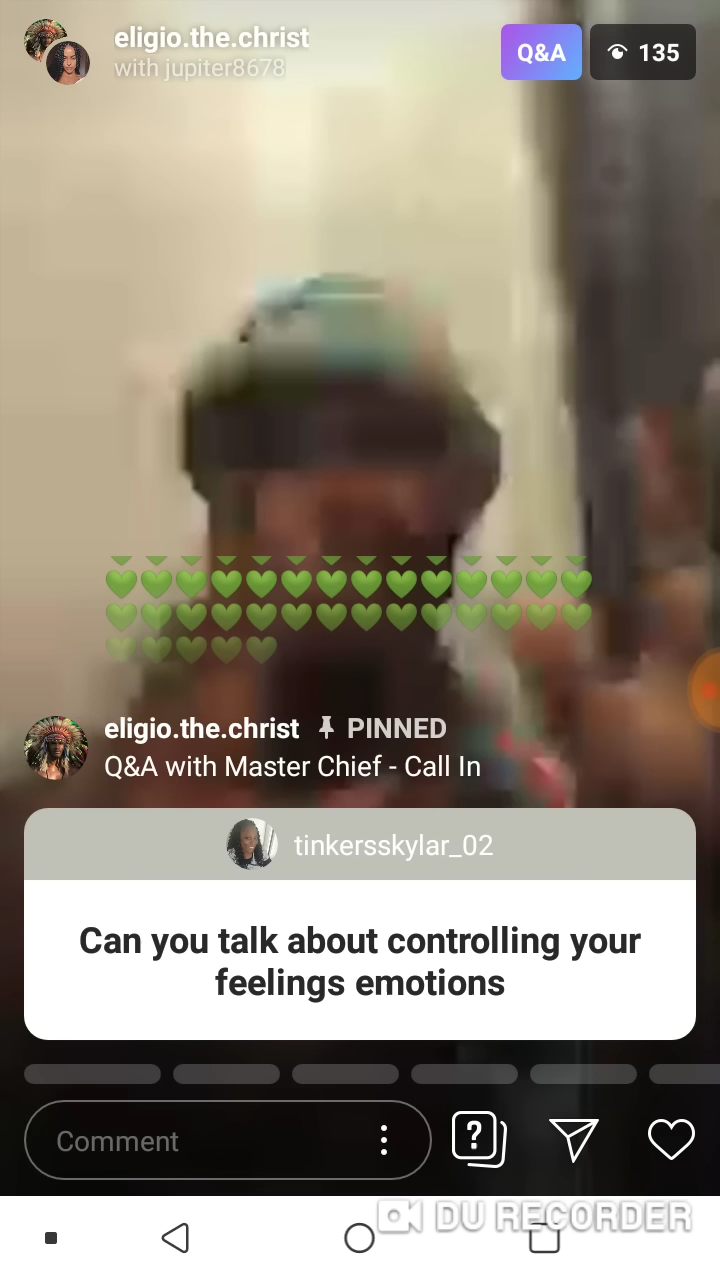 eligio.the.christ
with jupiter8678
Q&A
135
💚💚💚💚💚💚💚💚💚💚💚💚💚💚
💚💚💚💚💚💚💚💚💚💚💚💚💚💚
💚💚💚💚💚💚💚💚💚💚💚💚💚💚
💚💚💚💚💚
eligio.the.christ PINNED
Q&A with Master Chief - Call In
tinkersskylar_02
Can you talk about controlling your
feelings emotions
Comment
?
DU RECORDER